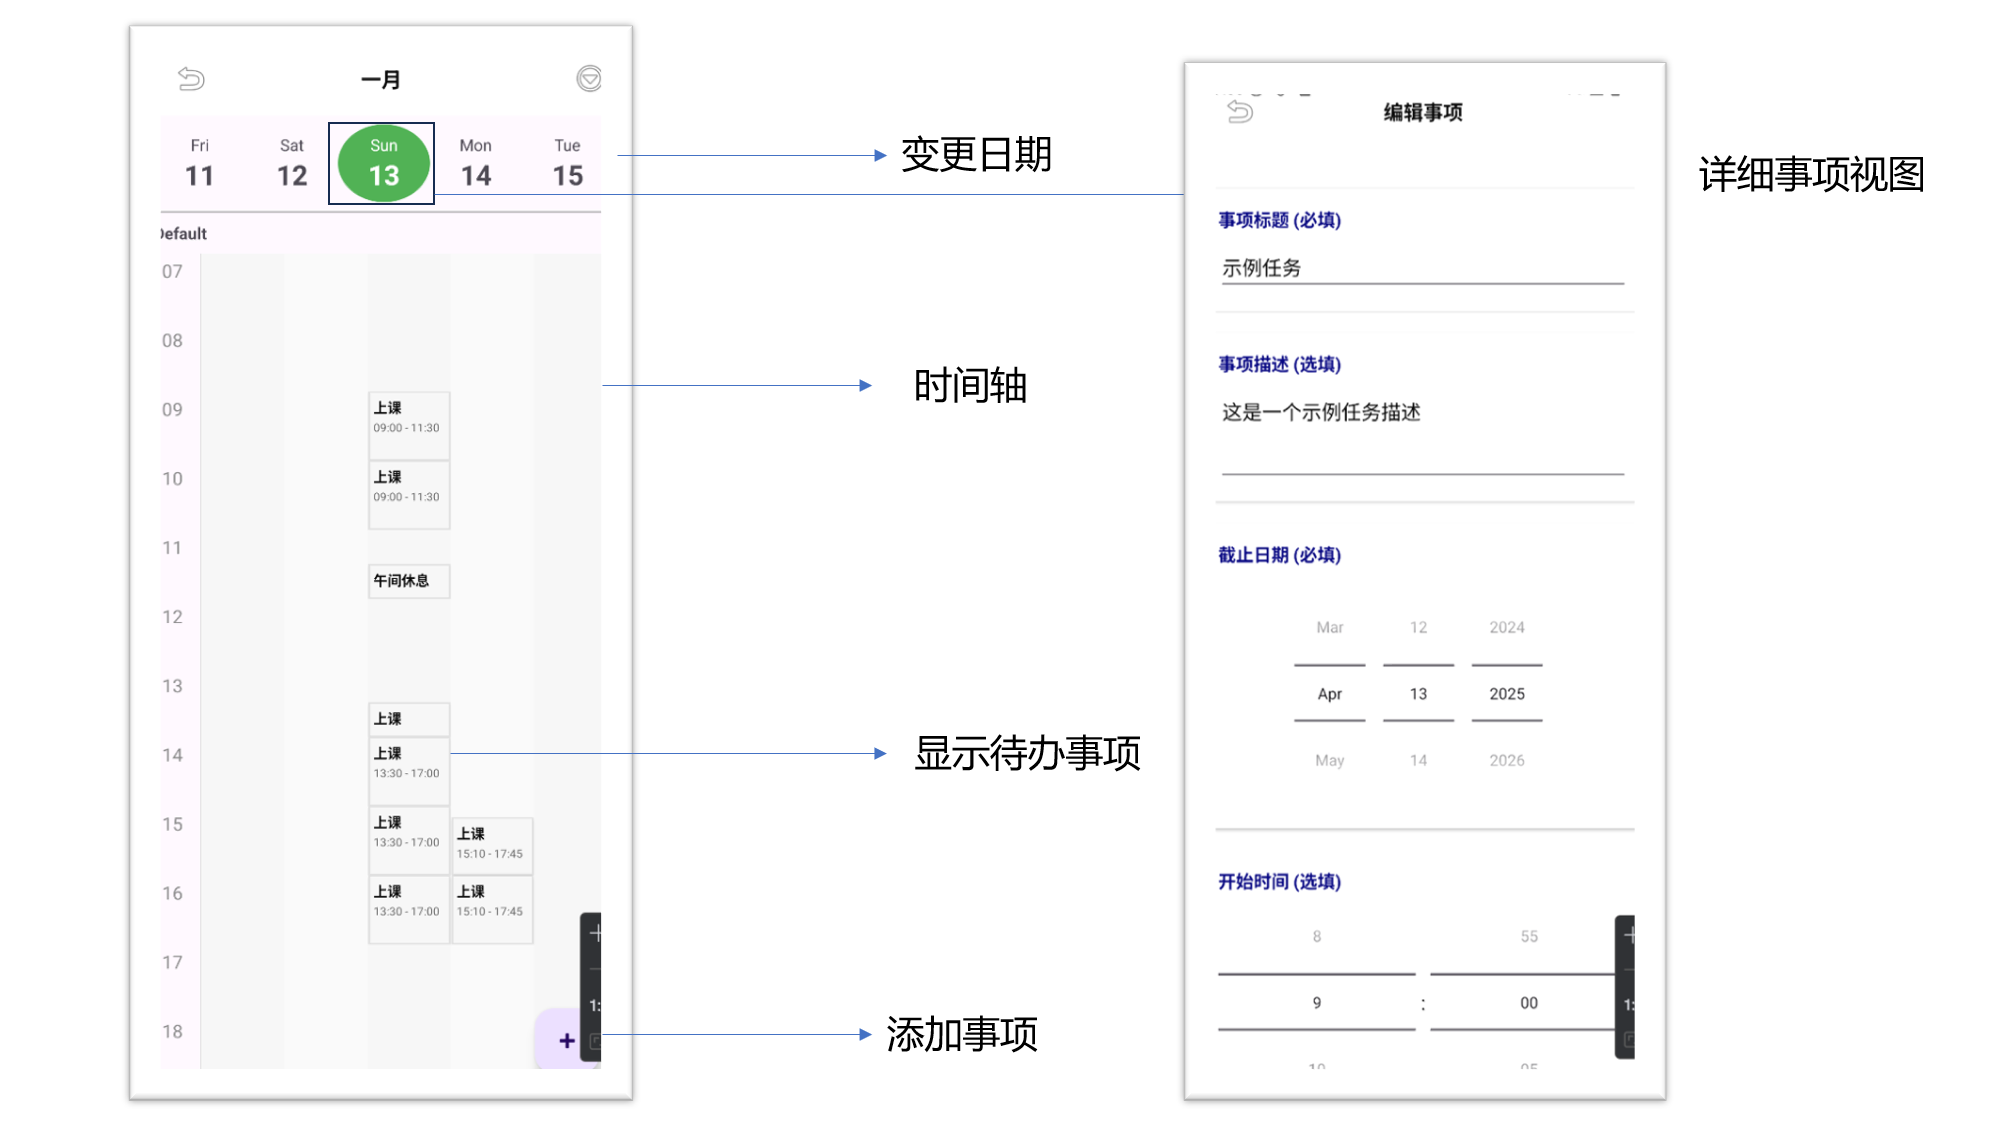 一月
Fri Sat Sun Mon Tue
11 12 13 14 15
Default
07
08
09
上课
09:00 - 11:30
10
上课
09:00 - 11:30
11
午间休息
12
13
上课
14
上课
13:30 - 17:00
15
上课
13:30 - 17:00
上课
15:10 - 17:45
16
上课
13:30 - 17:00
上课
15:10 - 17:45
17
18
+
1:
变更日期
时间轴
显示待办事项
添加事项
编辑事项
事项标题 (必填)
示例任务
事项描述 (选填)
这是一个示例任务描述
截止日期 (必填)
Mar 12 2024
Apr 13 2025
May 14 2026
开始时间 (选填)
8 55
9 : 00
10 05
1:
详细事项视图